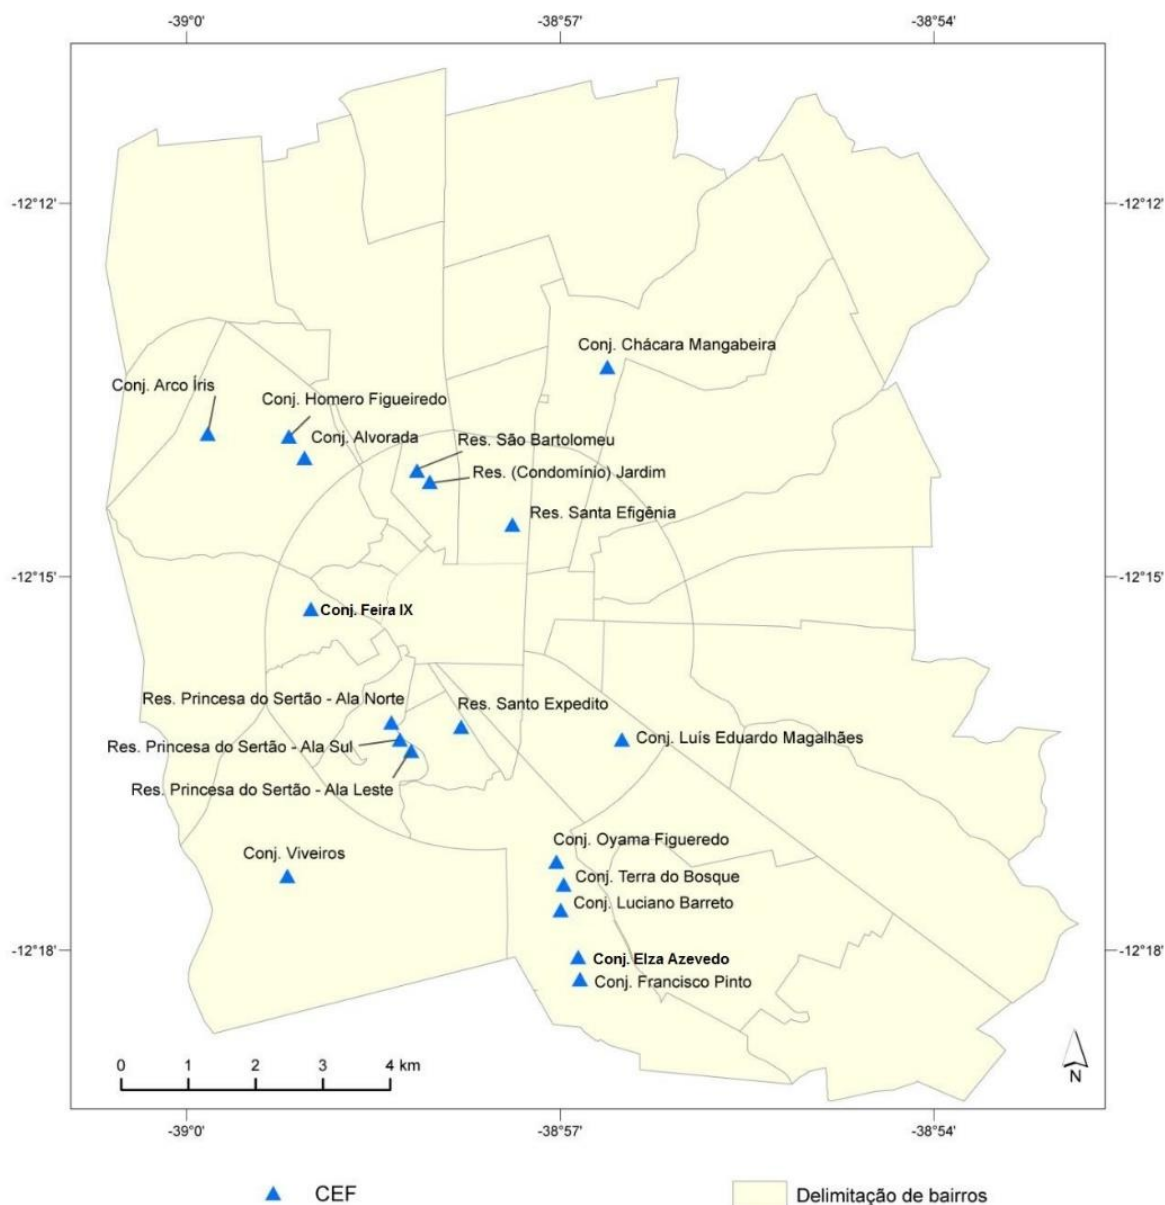 -39°0'
-38°57'
-38°54'
-12°12'
-12°12'
Conj. Chácara Mangabeira
Conj. Arco Íris
Conj. Homero Figueiredo
Conj. Alvorada
Res. São Bartolomeu
Res. (Condomínio) Jardim
Res. Santa Efigênia
-12°15'
-12°15'
Conj. Feira IX
Res. Princesa do Sertão - Ala Norte
Res. Santo Expedito
Conj. Luís Eduardo Magalhães
Res. Princesa do Sertão - Ala Sul
Res. Princesa do Sertão - Ala Leste
Conj. Oyama Figueredo
Conj. Viveiros
Conj. Terra do Bosque
Conj. Luciano Barreto
-12°18'
-12°18'
Conj. Elza Azevedo
Conj. Francisco Pinto
0 1 2 3 4 km
N
-39°0'
-38°57'
-38°54'
CEF
Delimitação de bairros